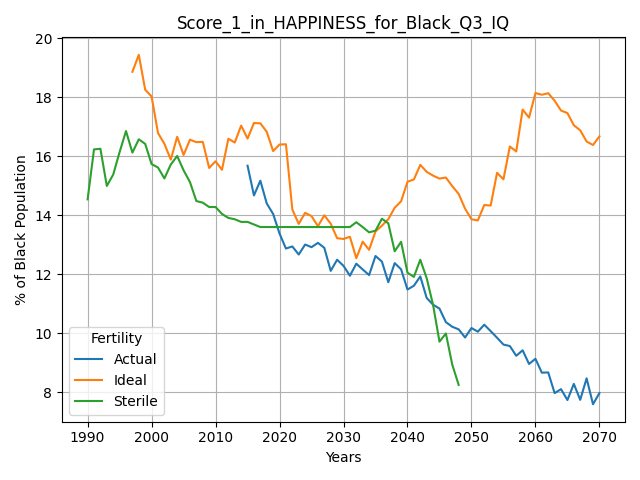 Score_1_in_HAPPINESS_for_Black_Q3_IQ
% of Black Population
20
18
16
14
12
10
8
Fertility
Actual
Ideal
Sterile
1990 2000 2010 2020 2030 2040 2050 2060 2070
Years